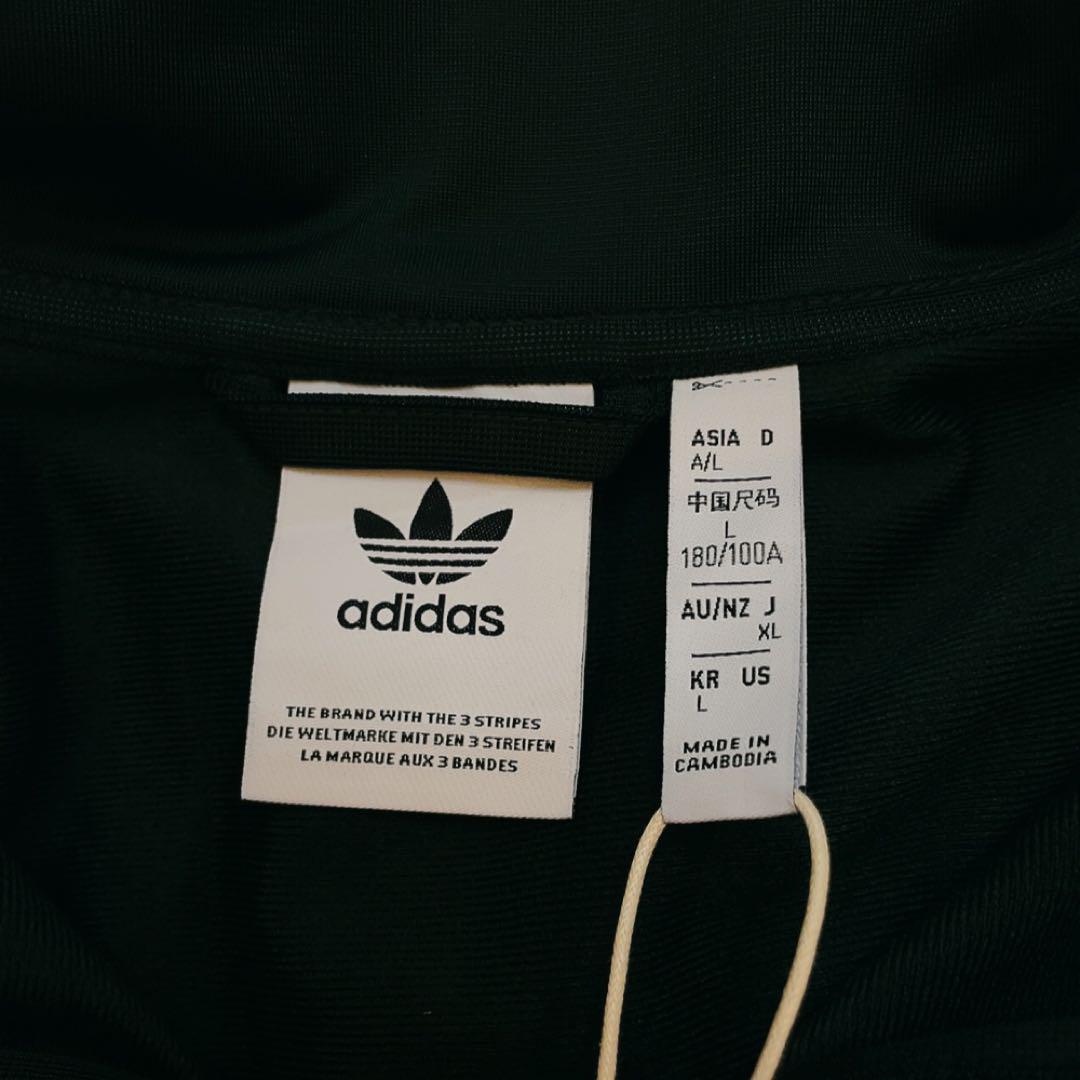 adidas
THE BRAND WITH THE 3 STRIPES
DIE WELTMARKE MIT DEN 3 STREIFEN
LA MARQUE AUX 3 BANDES
ASIA D
A/L
中国尺码
L
180/100A
AU/NZ J
XL
KR US
L
MADE IN
CAMBODIA